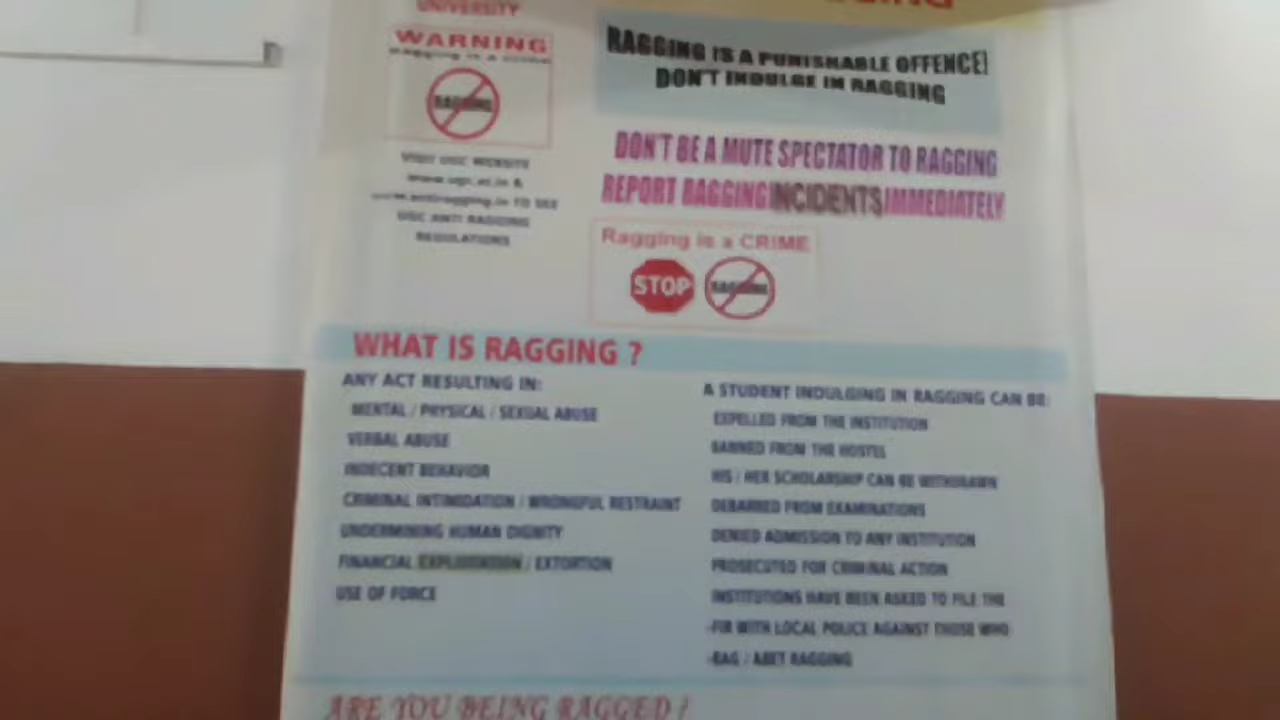 UNIVERSITY
WARNING
Ragging is a crime
RAGGING
VISIT UGC WEBSITE
www.ugc.ac.in &
www.antiragging.in TO SEE
UGC ANTI RAGGING
REGULATIONS
RAGGING IS A PUNISHABLE OFFENCE!
DON'T INDULGE IN RAGGING
DON'T BE A MUTE SPECTATOR TO RAGGING
REPORT RAGGING INCIDENTS IMMEDIATELY
Ragging is a CRIME
STOP
RAGGING
WHAT IS RAGGING ?
ANY ACT RESULTING IN:
MENTAL / PHYSICAL / SEXUAL ABUSE
VERBAL ABUSE
INDECENT BEHAVIOR
CRIMINAL INTIMIDATION / WRONGFUL RESTRAINT
UNDERMINING HUMAN DIGNITY
FINANCIAL EXPLOITATION / EXTORTION
USE OF FORCE
A STUDENT INDULGING IN RAGGING CAN BE:
EXPELLED FROM THE INSTITUTION
BANNED FROM THE HOSTEL
HIS / HER SCHOLARSHIP CAN BE WITHDRAWN
DEBARRED FROM EXAMINATIONS
DENIED ADMISSION TO ANY INSTITUTION
PROSECUTED FOR CRIMINAL ACTION
INSTITUTIONS HAVE BEEN ASKED TO FILE THE
-FIR WITH LOCAL POLICE AGAINST THOSE WHO
-RAG / ABET RAGGING
ARE YOU BEING RAGGED ?